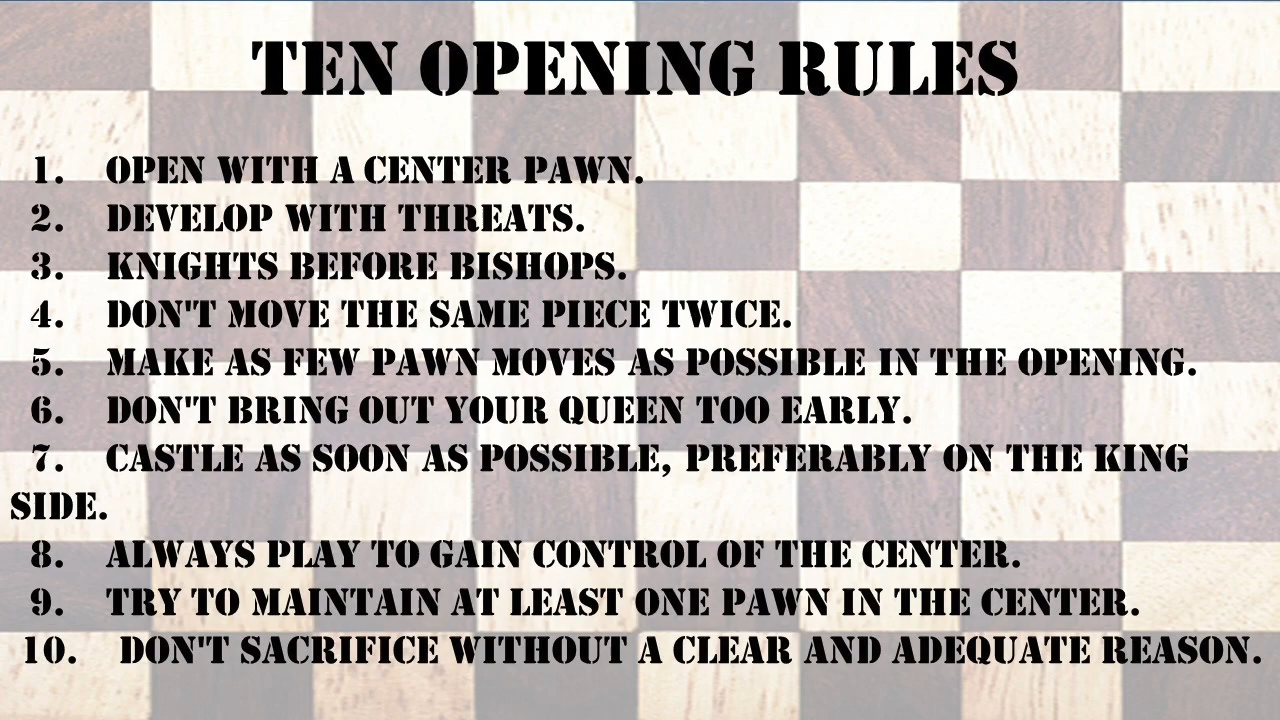 TEN OPENING RULES
1. OPEN WITH A CENTER PAWN.
2. DEVELOP WITH THREATS.
3. KNIGHTS BEFORE BISHOPS.
4. DON'T MOVE THE SAME PIECE TWICE.
5. MAKE AS FEW PAWN MOVES AS POSSIBLE IN THE OPENING.
6. DON'T BRING OUT YOUR QUEEN TOO EARLY.
7. CASTLE AS SOON AS POSSIBLE, PREFERABLY ON THE KING
SIDE.
8. ALWAYS PLAY TO GAIN CONTROL OF THE CENTER.
9. TRY TO MAINTAIN AT LEAST ONE PAWN IN THE CENTER.
10. DON'T SACRIFICE WITHOUT A CLEAR AND ADEQUATE REASON.